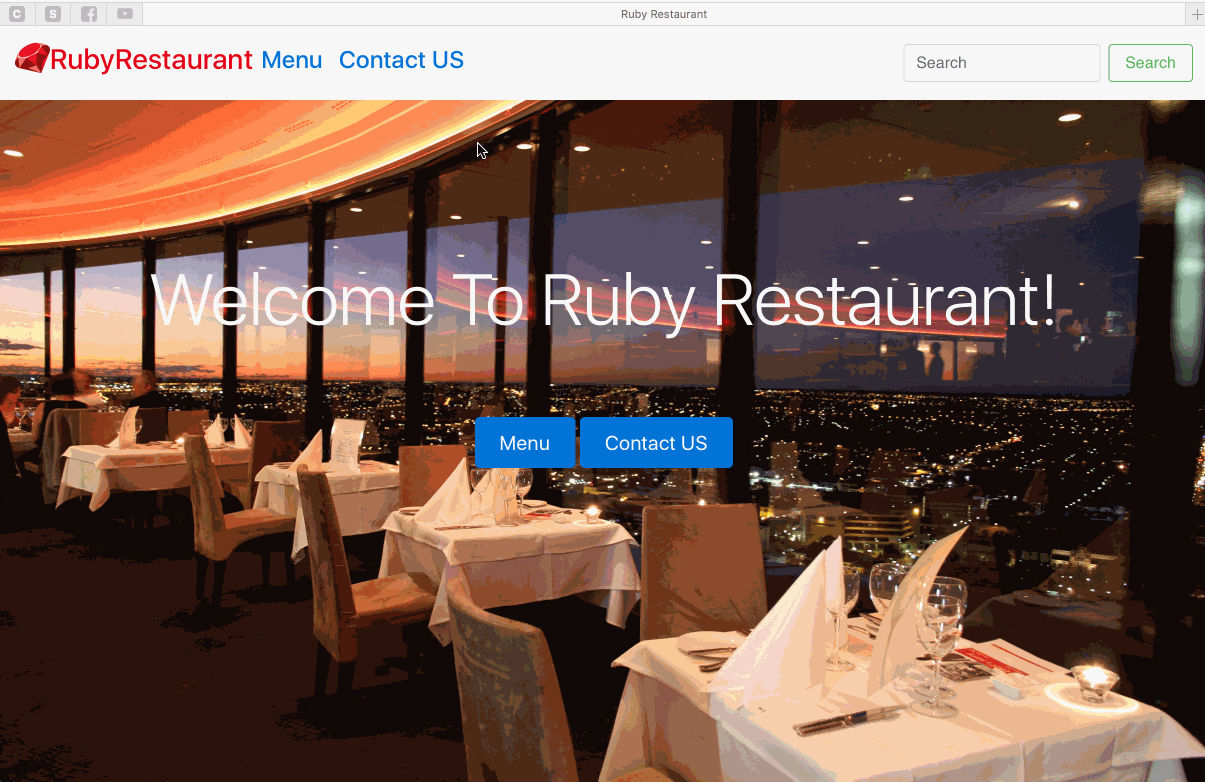 C S Ruby Restaurant
RubyRestaurant Menu Contact US Search Search
Welcome To Ruby Restaurant!
Menu Contact US